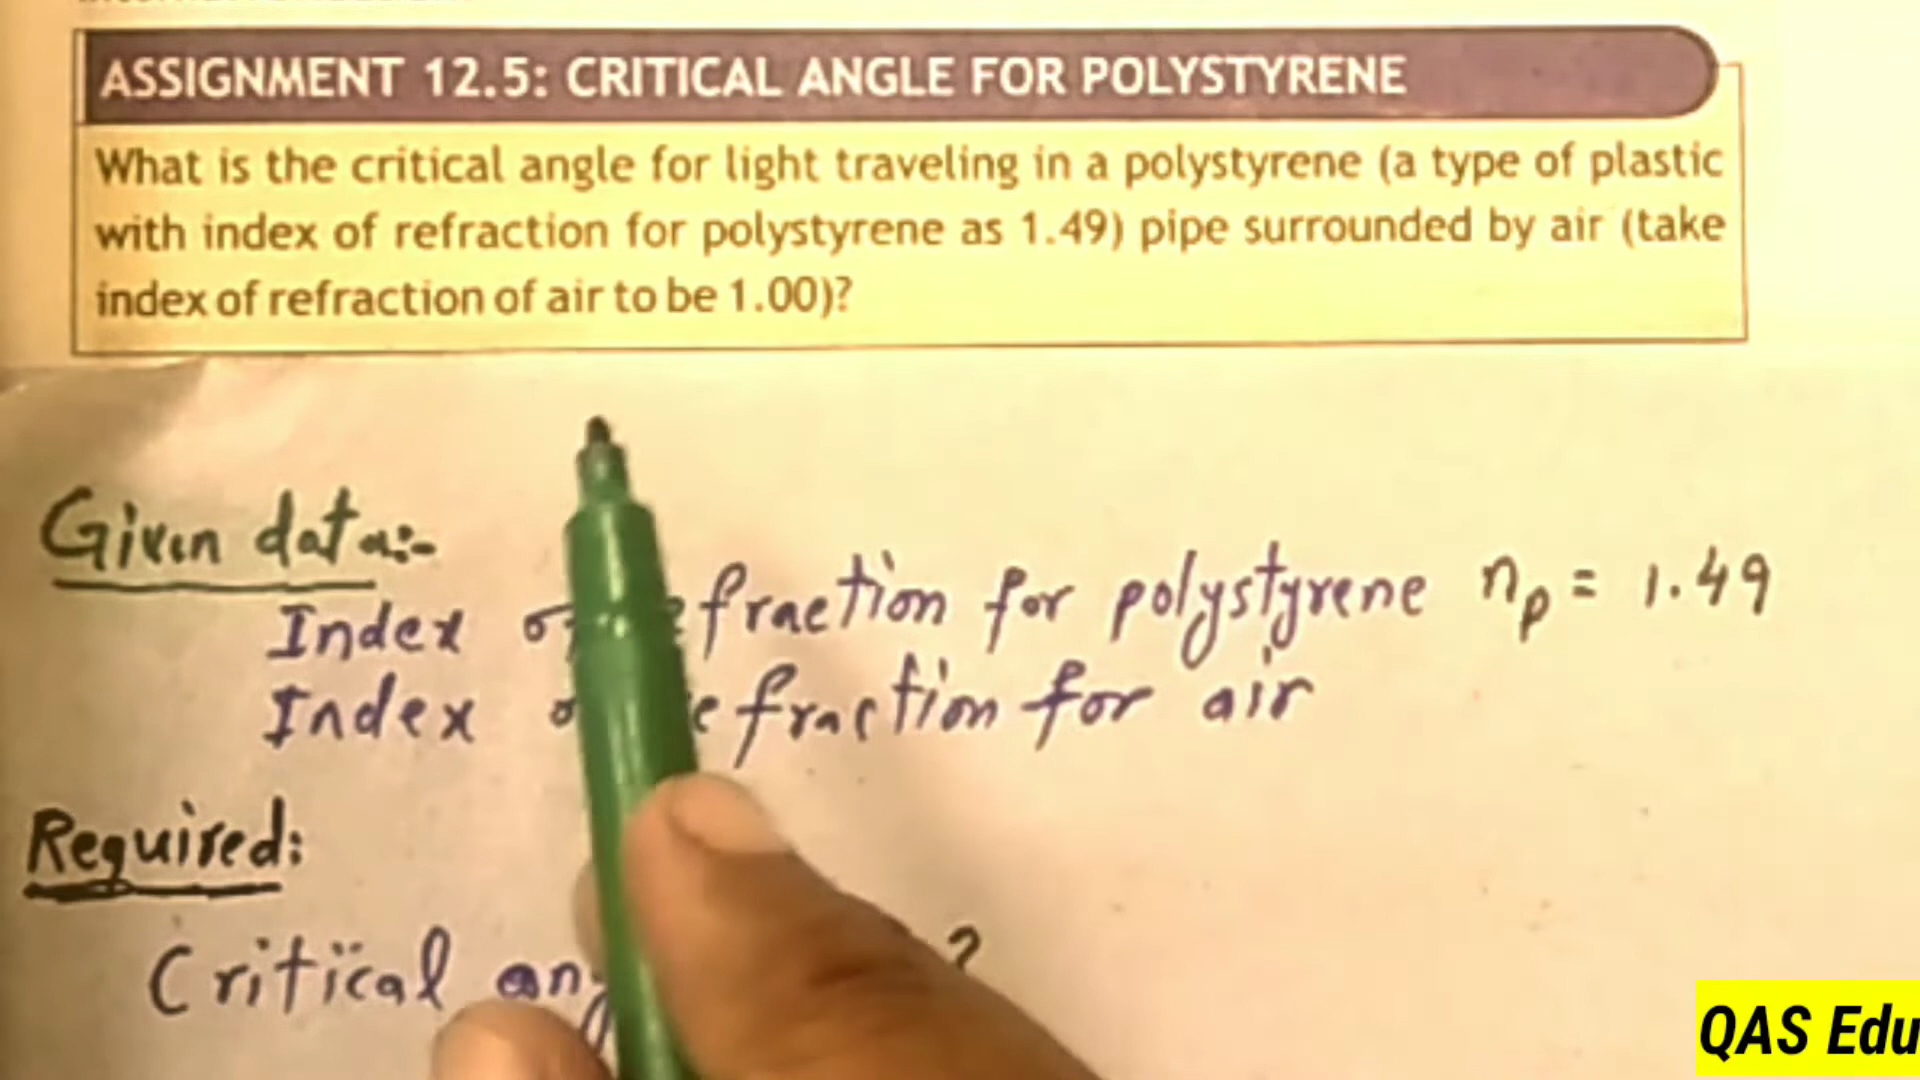 ASSIGNMENT 12.5: CRITICAL ANGLE FOR POLYSTYRENE
What is the critical angle for light traveling in a polystyrene (a type of plastic
with index of refraction for polystyrene as 1.49) pipe surrounded by air (take
index of refraction of air to be 1.00)?
Given data:-
Index fraction for polystyrene np = 1.49
Index fraction for air
Required:
Critical ?
QAS Edu